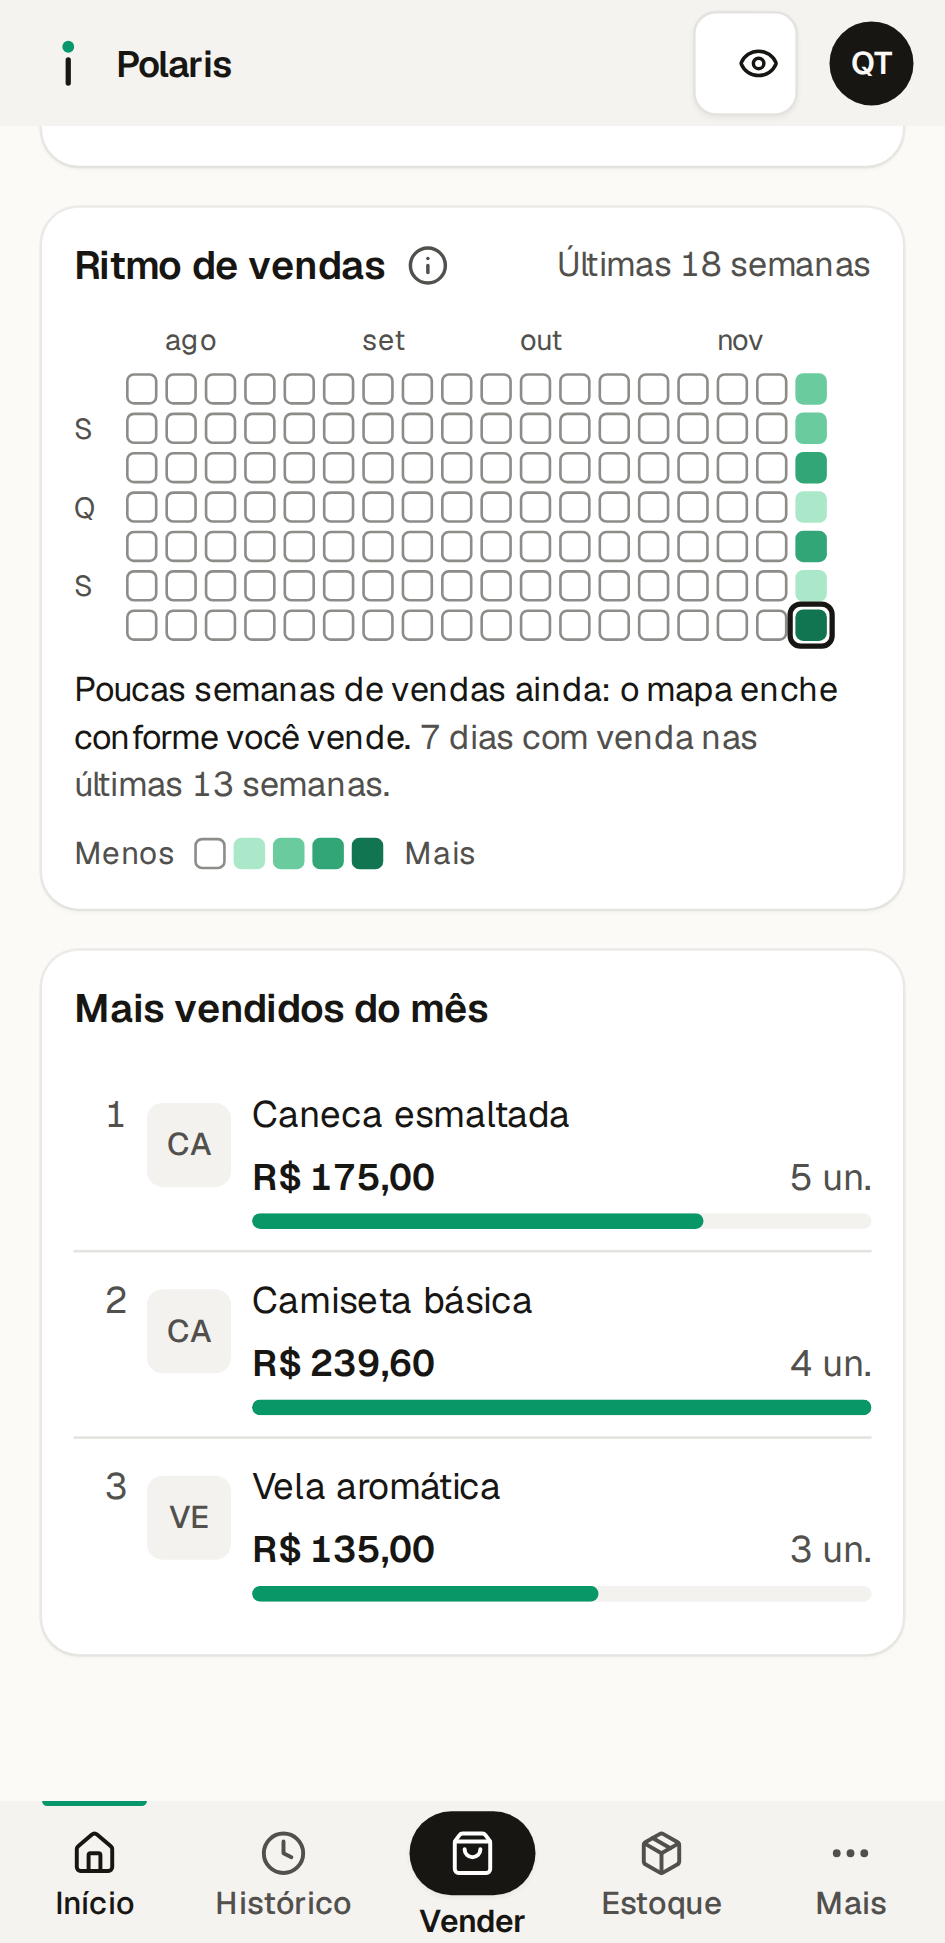 Polaris
QT
Ritmo de vendas
Últimas 18 semanas
ago set out nov
S
Q
S
Poucas semanas de vendas ainda: o mapa enche
conforme você vende. 7 dias com venda nas
últimas 13 semanas.
Menos Mais
Mais vendidos do mês
1 CA Caneca esmaltada
R$ 175,00 5 un.
2 CA Camiseta básica
R$ 239,60 4 un.
3 VE Vela aromática
R$ 135,00 3 un.
Início Histórico Vender Estoque Mais